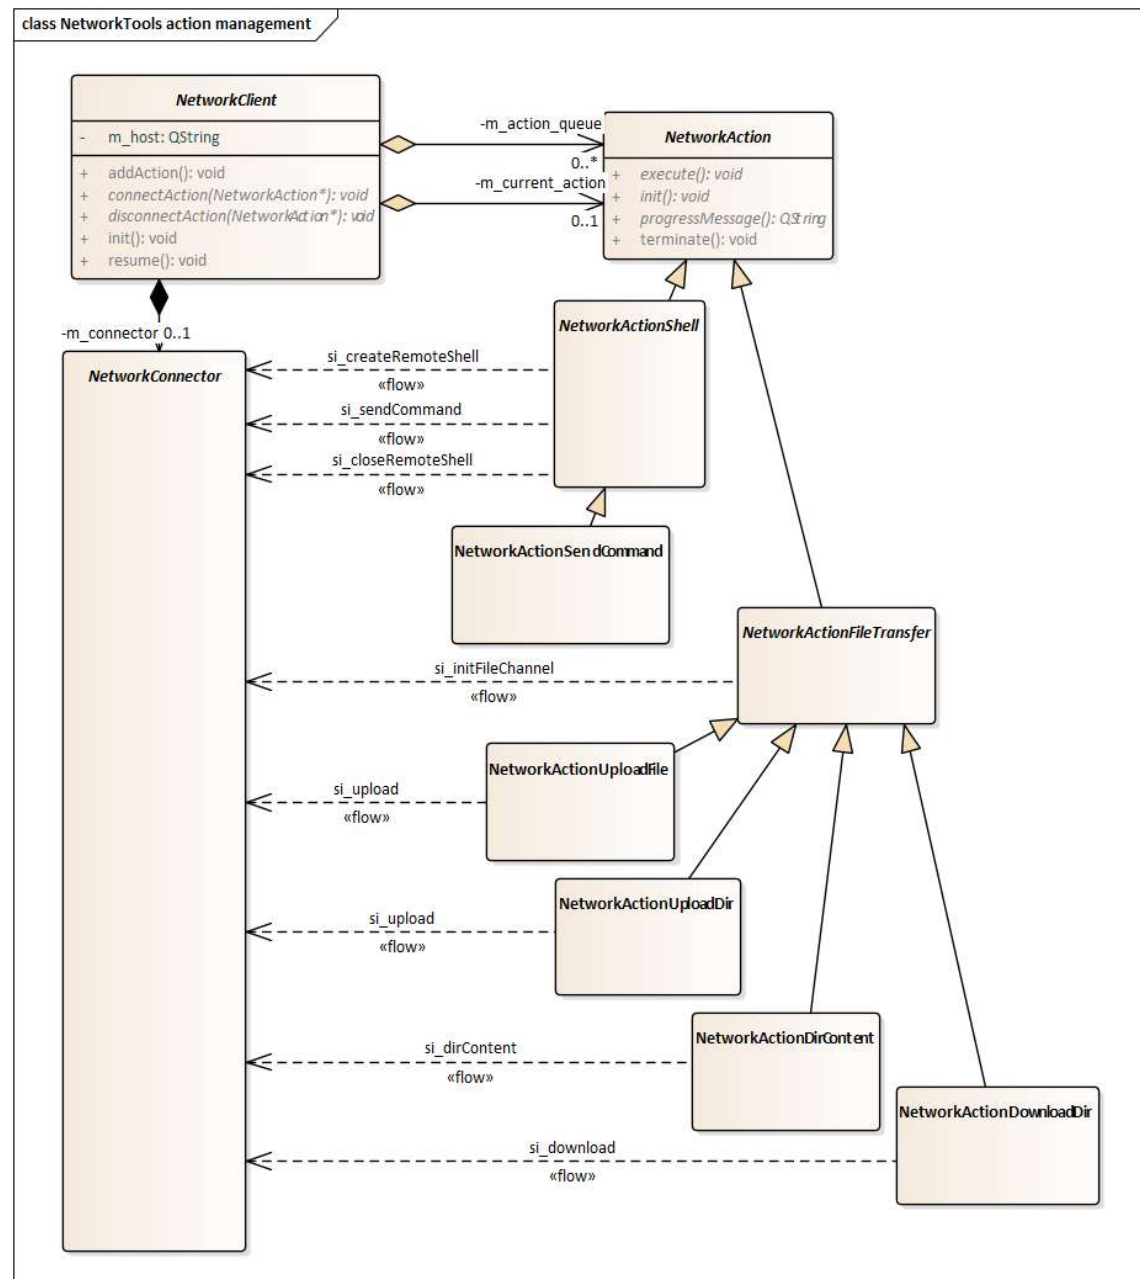 class NetworkTools action management
NetworkClient
- m_host: QString
+ addAction(): void
+ connectAction(NetworkAction*): void
+ disconnectAction(NetworkAction*): void
+ init(): void
+ resume(): void
-m_action_queue
0..*
-m_current_action
0..1
NetworkAction
+ execute(): void
+ init(): void
+ progressMessage(): QString
+ terminate(): void
-m_connector 0..1
NetworkConnector
NetworkActionShell
si_createRemoteShell
«flow»
si_sendCommand
«flow»
si_closeRemoteShell
«flow»
NetworkActionSendCommand
NetworkActionFileTransfer
si_initFileChannel
«flow»
NetworkActionUploadFile
si_upload
«flow»
NetworkActionUploadDir
si_upload
«flow»
NetworkActionDirContent
si_dirContent
«flow»
NetworkActionDownloadDir
si_download
«flow»